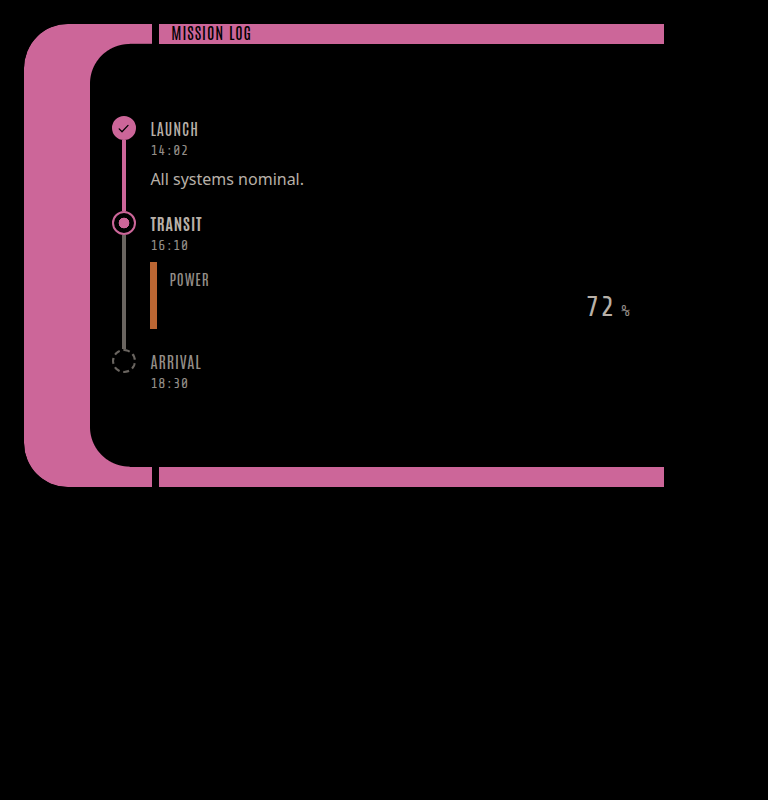 MISSION LOG
LAUNCH
14:02
All systems nominal.
TRANSIT
16:10
POWER
72 %
ARRIVAL
18:30